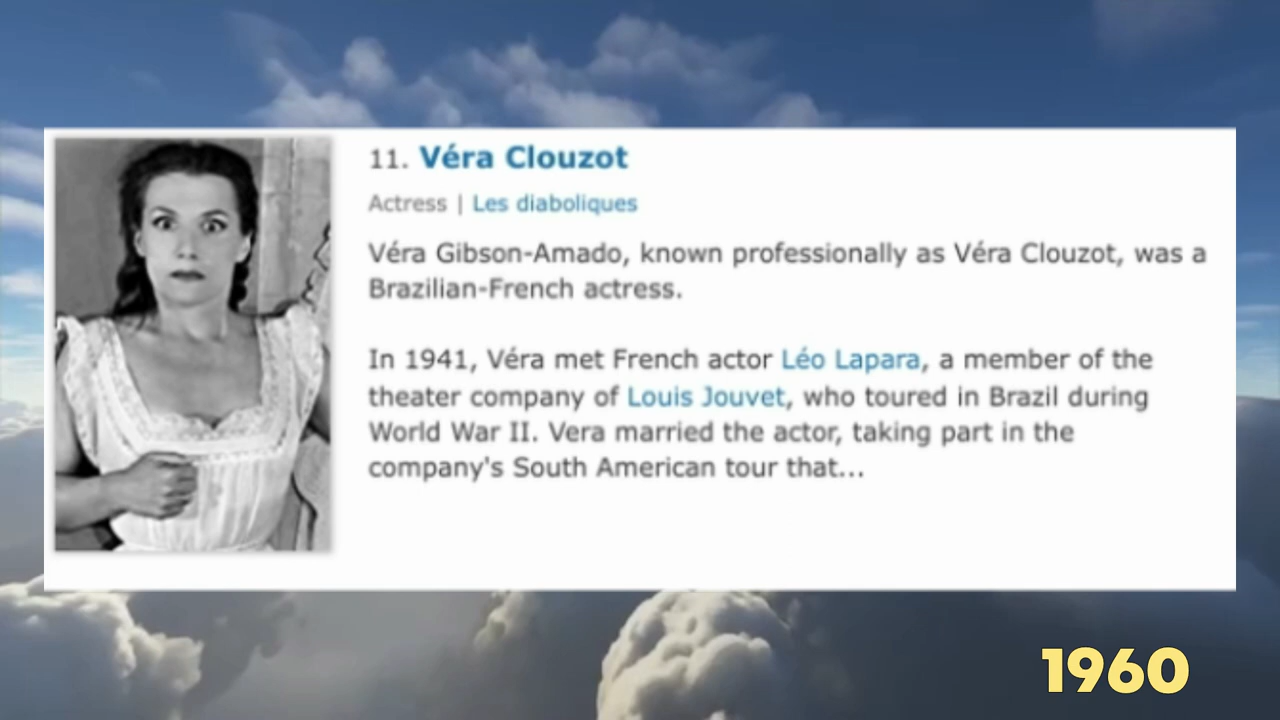 11. Véra Clouzot
Actress | Les diaboliques
Véra Gibson-Amado, known professionally as Véra Clouzot, was a
Brazilian-French actress.
In 1941, Véra met French actor Léo Lapara, a member of the
theater company of Louis Jouvet, who toured in Brazil during
World War II. Vera married the actor, taking part in the
company's South American tour that...
1960